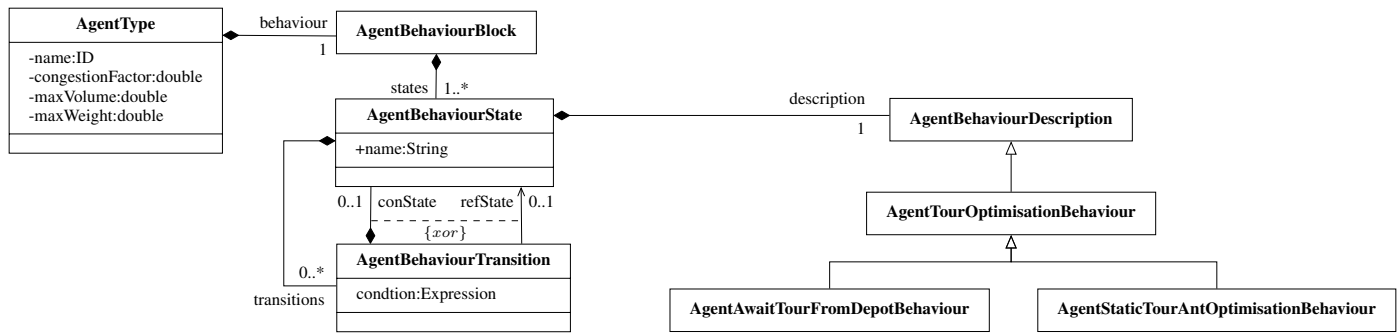 AgentType
-name:ID
-congestionFactor:double
-maxVolume:double
-maxWeight:double
behaviour
1
AgentBehaviourBlock
states
1..*
AgentBehaviourState
+name:String
description
1
AgentBehaviourDescription
0..1
conState
refState
0..1
{xor}
AgentTourOptimisationBehaviour
0..*
transitions
AgentBehaviourTransition
condtion:Expression
AgentAwaitTourFromDepotBehaviour
AgentStaticTourAntOptimisationBehaviour